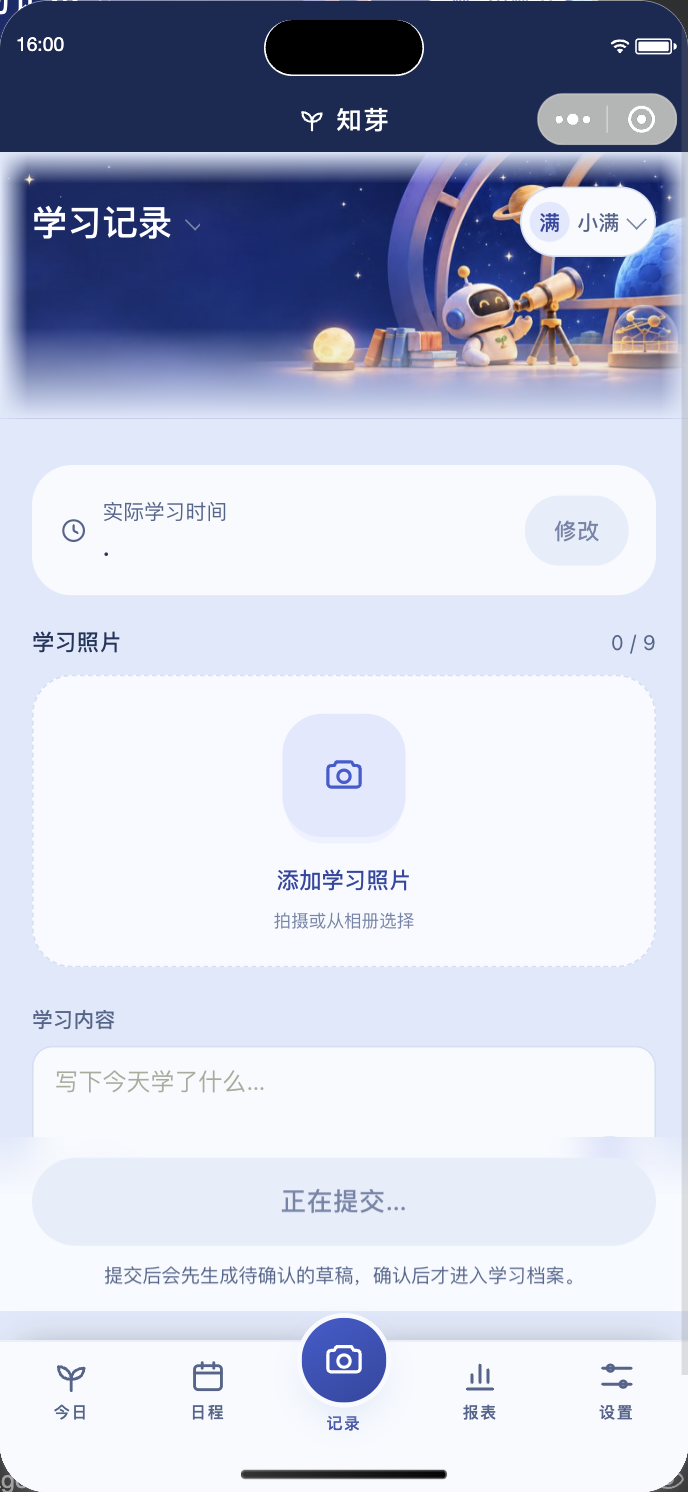 16:00
知芽
学习记录
满 小满
实际学习时间
·
修改
学习照片
0 / 9
添加学习照片
拍摄或从相册选择
学习内容
写下今天学了什么...
正在提交...
提交后会先生成待确认的草稿，确认后才进入学习档案。
今日
日程
记录
报表
设置